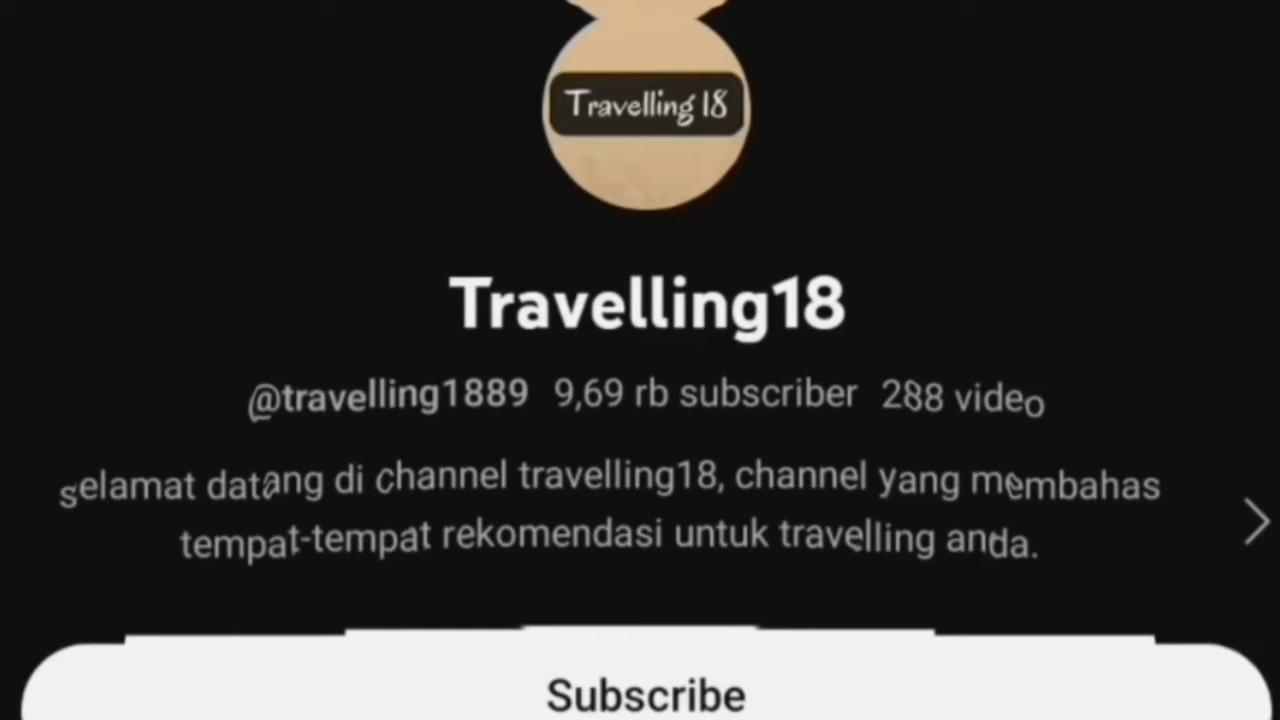 Travelling 18
Travelling18
@travelling1889 9,69 rb subscriber 288 video
selamat datang di channel travelling18, channel yang membahas
tempat-tempat rekomendasi untuk travelling anda.
Subscribe